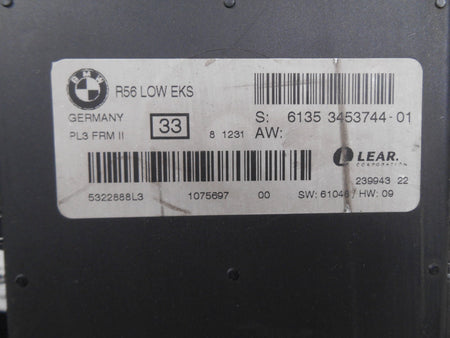 BMW
R56 LOW EKS
GERMANY
PL3 FRM II
33
8 1231
S: 6135 3453744-01
AW:
LEAR.
CORPORATION
239943 22
5322888L3 1075697 00 SW: 61046 / HW: 09